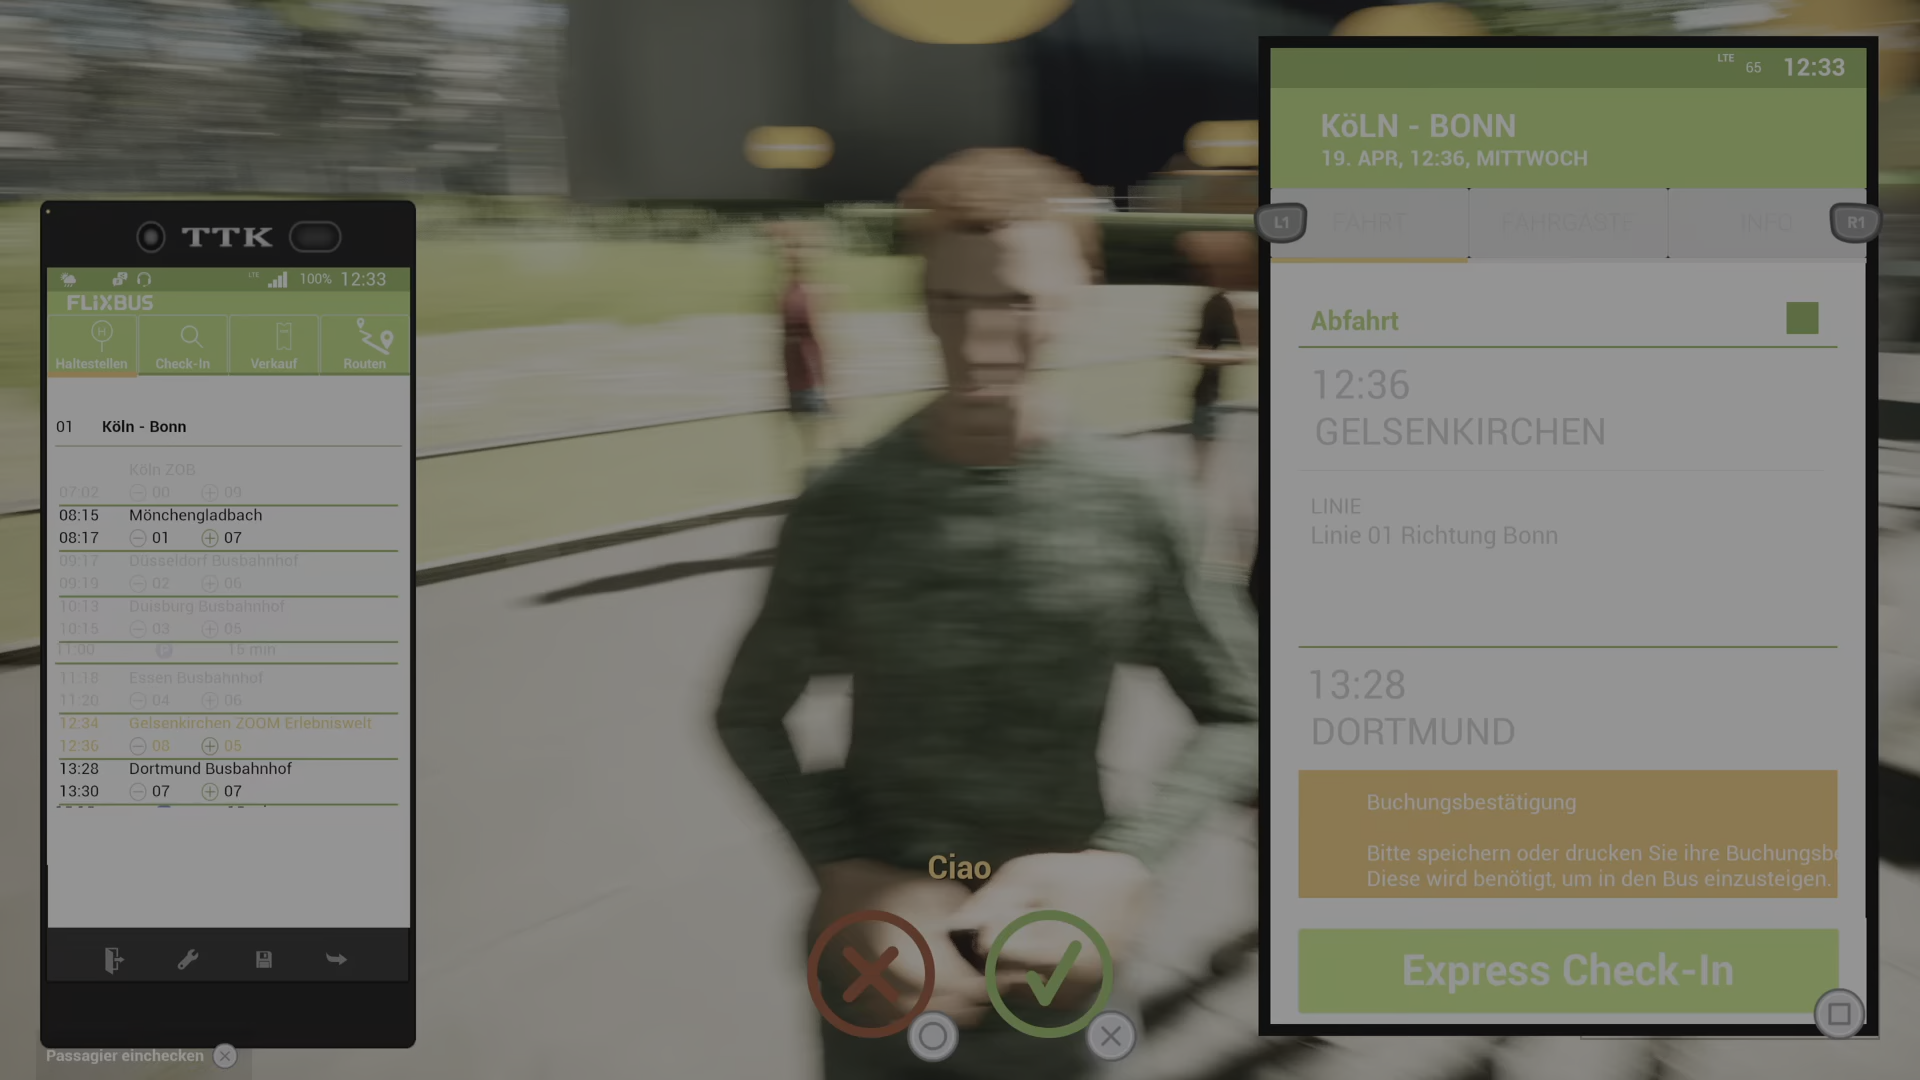 TTK
LTE 100% 12:33
FLiXBUS
Haltestellen Check-In Verkauf Routen
01 Köln - Bonn
Köln ZOB
07:02 00 09
08:15 Mönchengladbach
08:17 01 07
09:17 Düsseldorf Busbahnhof
09:19 02 06
10:13 Duisburg Busbahnhof
10:15 03 05
11:00 P 15 min
11:18 Essen Busbahnhof
11:20 04 06
12:34 Gelsenkirchen ZOOM Erlebniswelt
12:36 08 05
13:28 Dortmund Busbahnhof
13:30 07 07
Passagier einchecken
Ciao
LTE 65 12:33
KöLN - BONN
19. APR, 12:36, MITTWOCH
L1 FAHRT FAHRGÄSTE INFO R1
Abfahrt
12:36
GELSENKIRCHEN
LINIE
Linie 01 Richtung Bonn
13:28
DORTMUND
Buchungsbestätigung
Bitte speichern oder drucken Sie ihre Buchungsb
Diese wird benötigt, um in den Bus einzusteigen.
Express Check-In